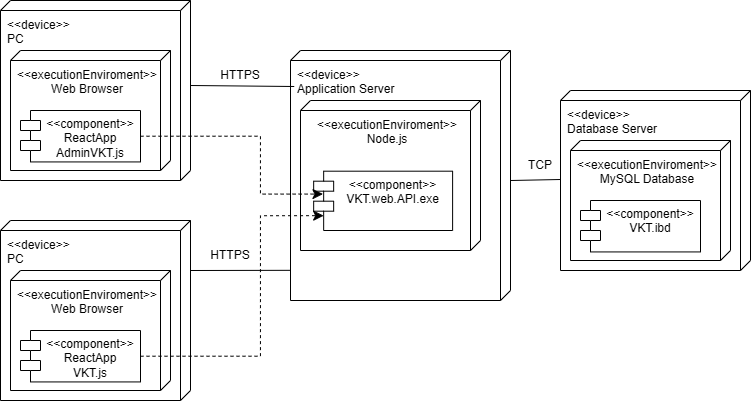 <<device>>
PC
<<executionEnviroment>>
Web Browser
<<component>>
ReactApp
AdminVKT.js
HTTPS
<<device>>
Application Server
<<executionEnviroment>>
Node.js
<<component>>
VKT.web.API.exe
TCP
<<device>>
Database Server
<<executionEnviroment>>
MySQL Database
<<component>>
VKT.ibd
<<device>>
PC
<<executionEnviroment>>
Web Browser
<<component>>
ReactApp
VKT.js
HTTPS